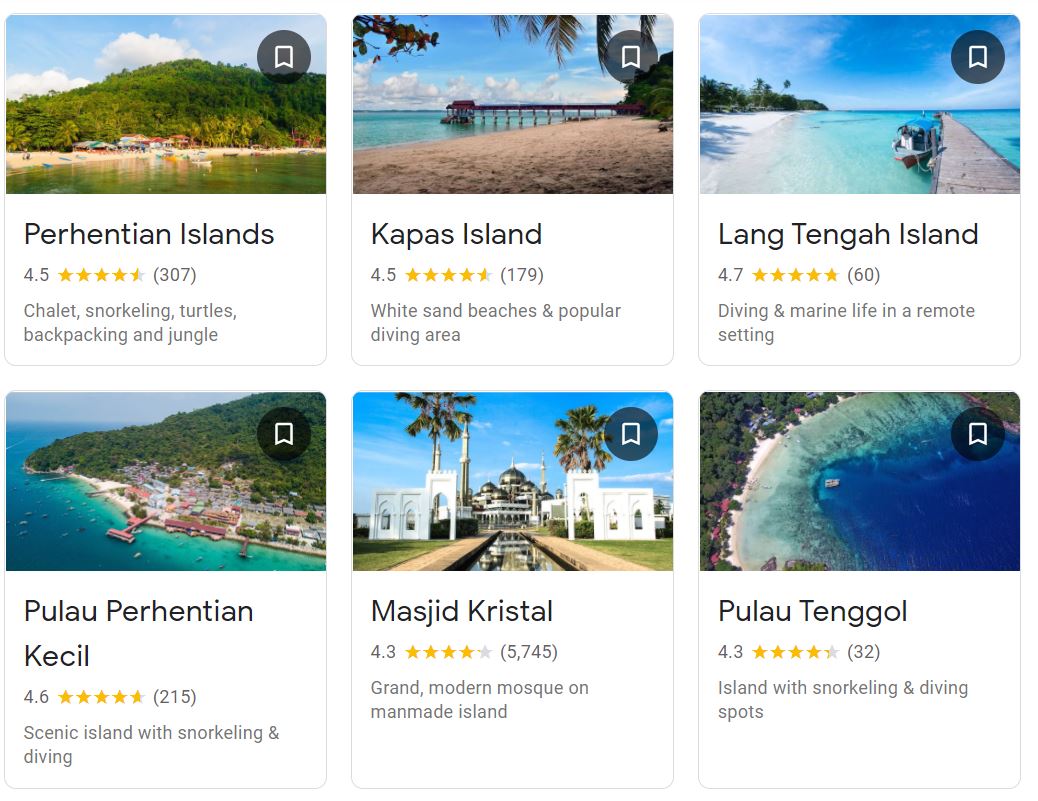 Perhentian Islands
4.5 (307)
Chalet, snorkeling, turtles,
backpacking and jungle
Kapas Island
4.5 (179)
White sand beaches & popular
diving area
Lang Tengah Island
4.7 (60)
Diving & marine life in a remote
setting
Pulau Perhentian
Kecil
4.6 (215)
Scenic island with snorkeling &
diving
Masjid Kristal
4.3 (5,745)
Grand, modern mosque on
manmade island
Pulau Tenggol
4.3 (32)
Island with snorkeling & diving
spots